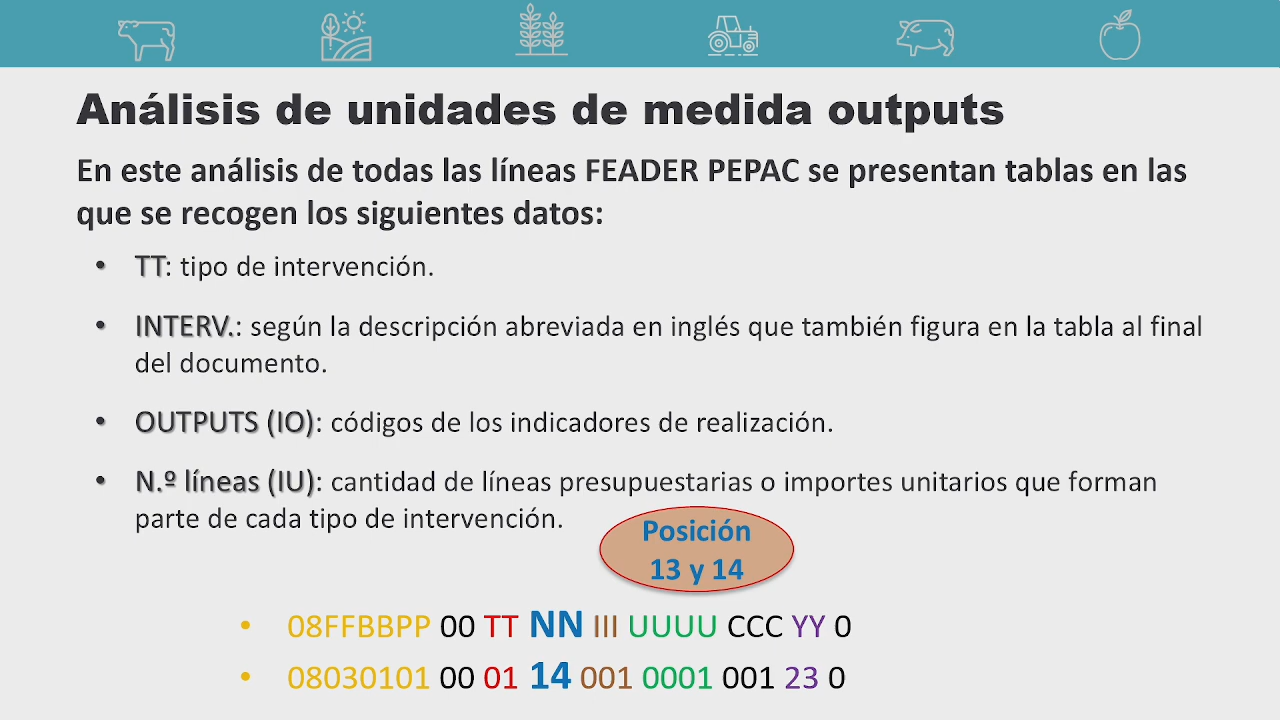 Análisis de unidades de medida outputs
En este análisis de todas las líneas FEADER PEPAC se presentan tablas en las
que se recogen los siguientes datos:
• TT: tipo de intervención.
• INTERV.: según la descripción abreviada en inglés que también figura en la tabla al final
del documento.
• OUTPUTS (IO): códigos de los indicadores de realización.
• N.º líneas (IU): cantidad de líneas presupuestarias o importes unitarios que forman
parte de cada tipo de intervención.
Posición
13 y 14
• 08FFBBPP 00 TT NN III UUUU CCC YY 0
• 08030101 00 01 14 001 0001 001 23 0